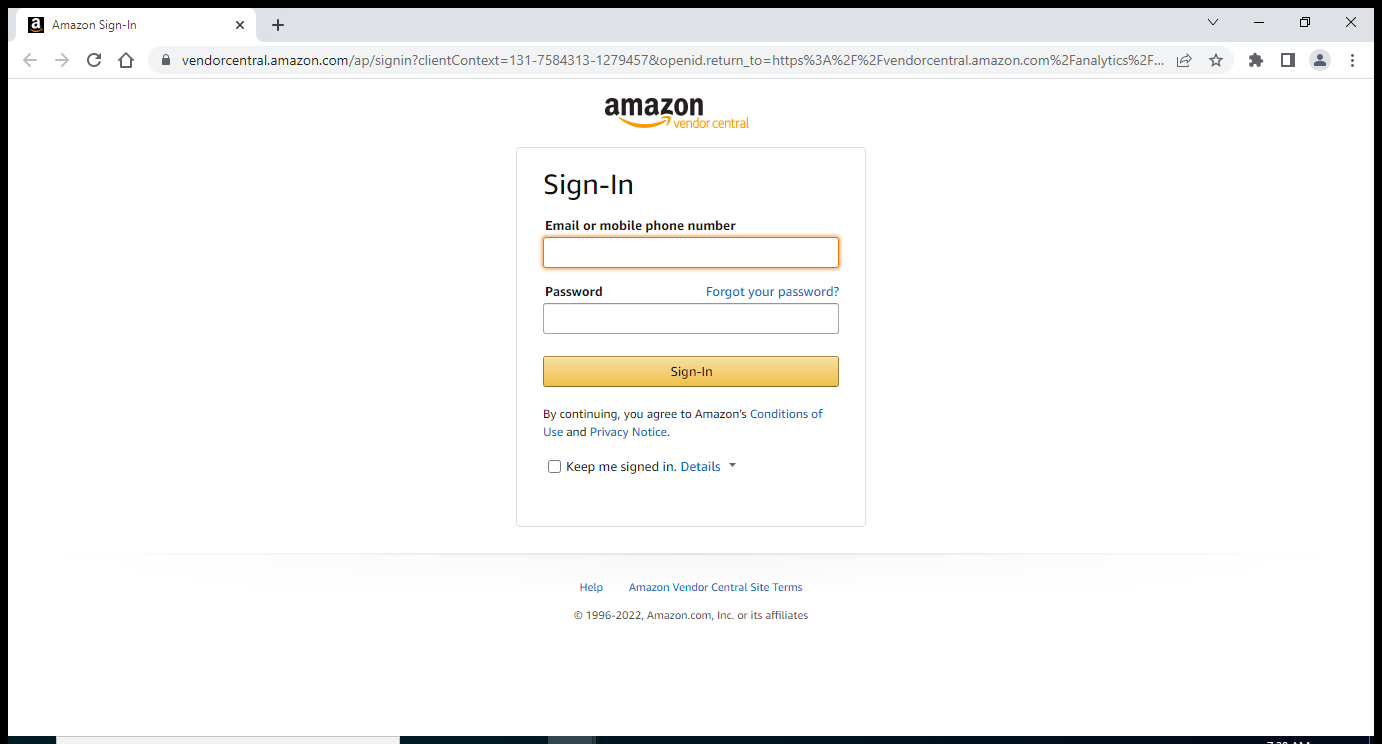 Amazon Sign-In
vendorcentral.amazon.com/ap/signin?clientContext=131-7584313-1279457&openid.return_to=https%3A%2F%2Fvendorcentral.amazon.com%2Fanalytics%2F...
amazon
vendor central
Sign-In
Email or mobile phone number
Password Forgot your password?
Sign-In
By continuing, you agree to Amazon's Conditions of
Use and Privacy Notice.
Keep me signed in. Details
Help Amazon Vendor Central Site Terms
© 1996-2022, Amazon.com, Inc. or its affiliates